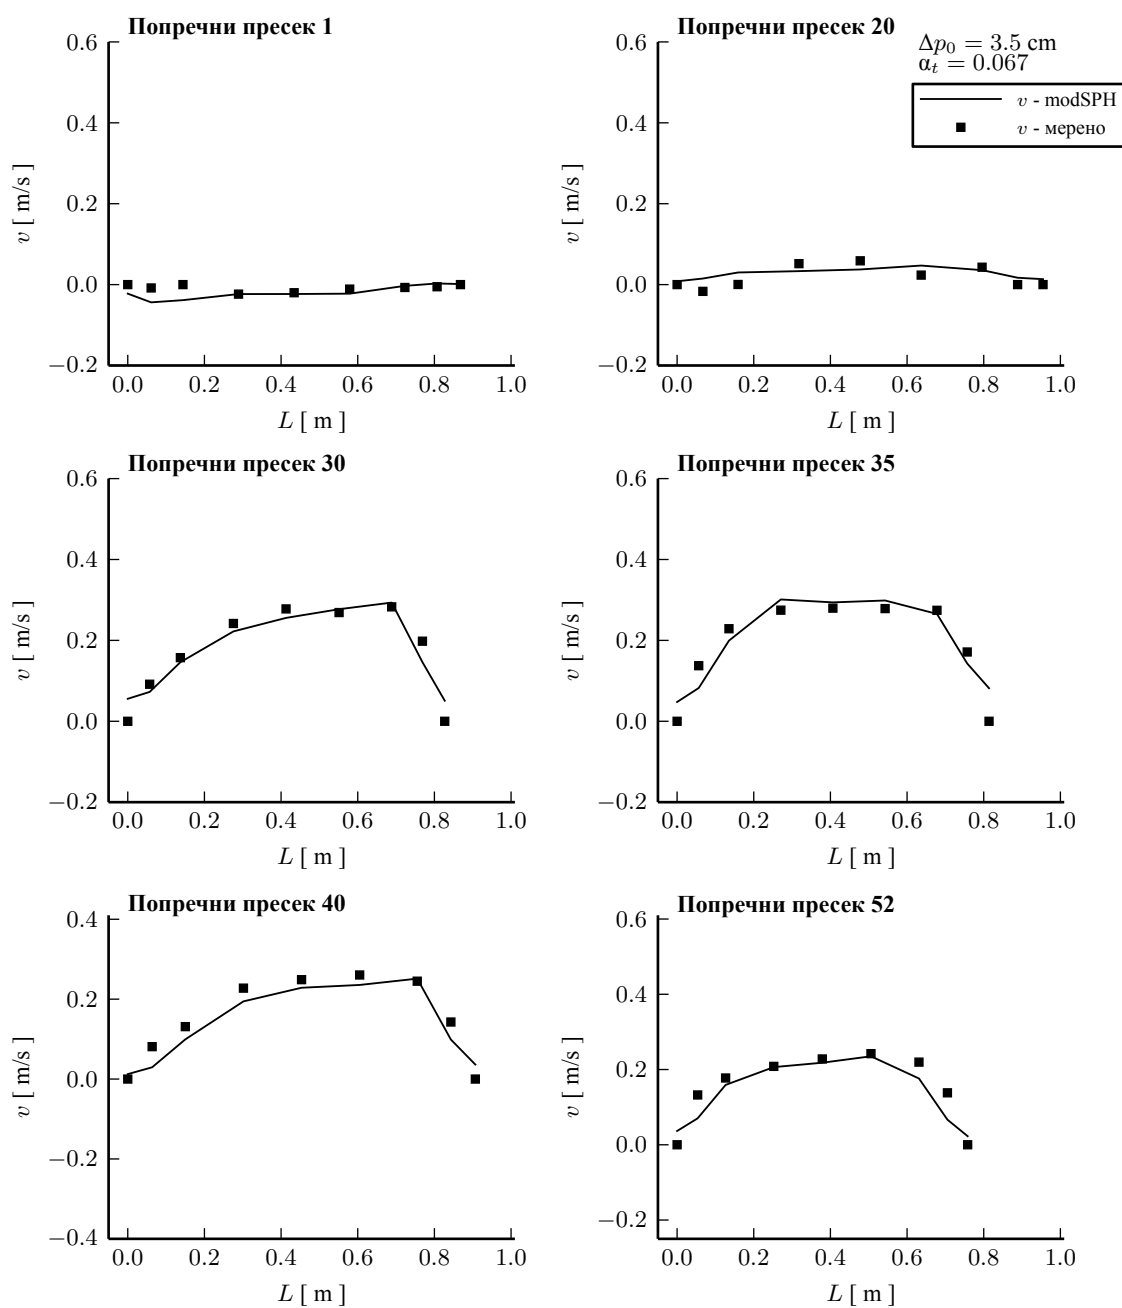 Попречни пресек 1
0.6
0.4
0.2
0.0
−0.2
v [ m/s]
0.0 0.2 0.4 0.6 0.8 1.0
L [ m ]
Попречни пресек 20
Δp₀ = 3.5 cm
αₜ = 0.067
v - modSPH
v - мерено
0.6
0.4
0.2
0.0
−0.2
v [ m/s]
0.0 0.2 0.4 0.6 0.8 1.0
L [ m ]
Попречни пресек 30
0.6
0.4
0.2
0.0
−0.2
v [ m/s]
0.0 0.2 0.4 0.6 0.8 1.0
L [ m ]
Попречни пресек 35
0.6
0.4
0.2
0.0
−0.2
v [ m/s]
0.0 0.2 0.4 0.6 0.8 1.0
L [ m ]
Попречни пресек 40
0.4
0.2
0.0
−0.2
−0.4
v [ m/s]
0.0 0.2 0.4 0.6 0.8 1.0
L [ m ]
Попречни пресек 52
0.6
0.4
0.2
0.0
−0.2
v [ m/s]
0.0 0.2 0.4 0.6 0.8 1.0
L [ m ]